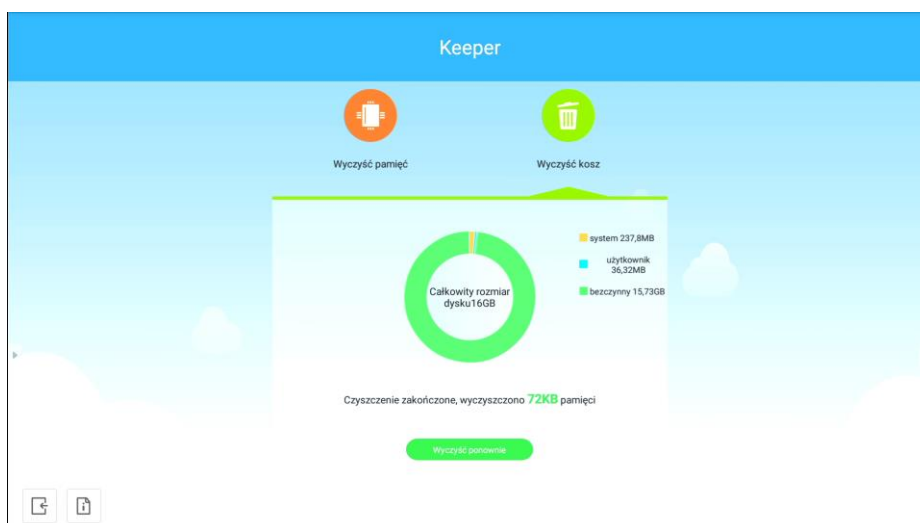 Keeper
Wyczyść pamięć
Wyczyść kosz
system 237,8MB
użytkownik
36,32MB
bezczynny 15,73GB
Całkowity rozmiar
dysku16GB
Czyszczenie zakończone, wyczyszczono 72KB pamięci
Wyczyść ponownie